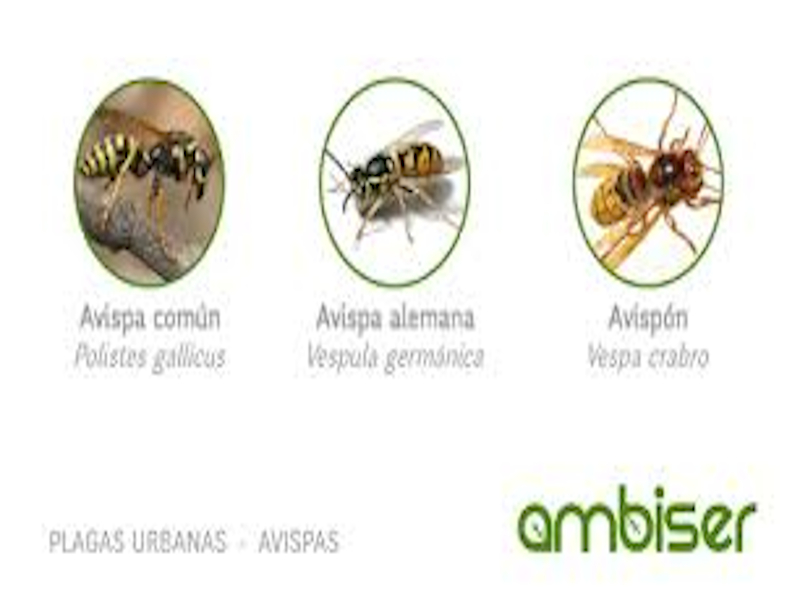 Avispa común
Polistes gallicus
Avispa alemana
Vespula germánica
Avispón
Vespa crabro
PLAGAS URBANAS - AVISPAS
ambiser